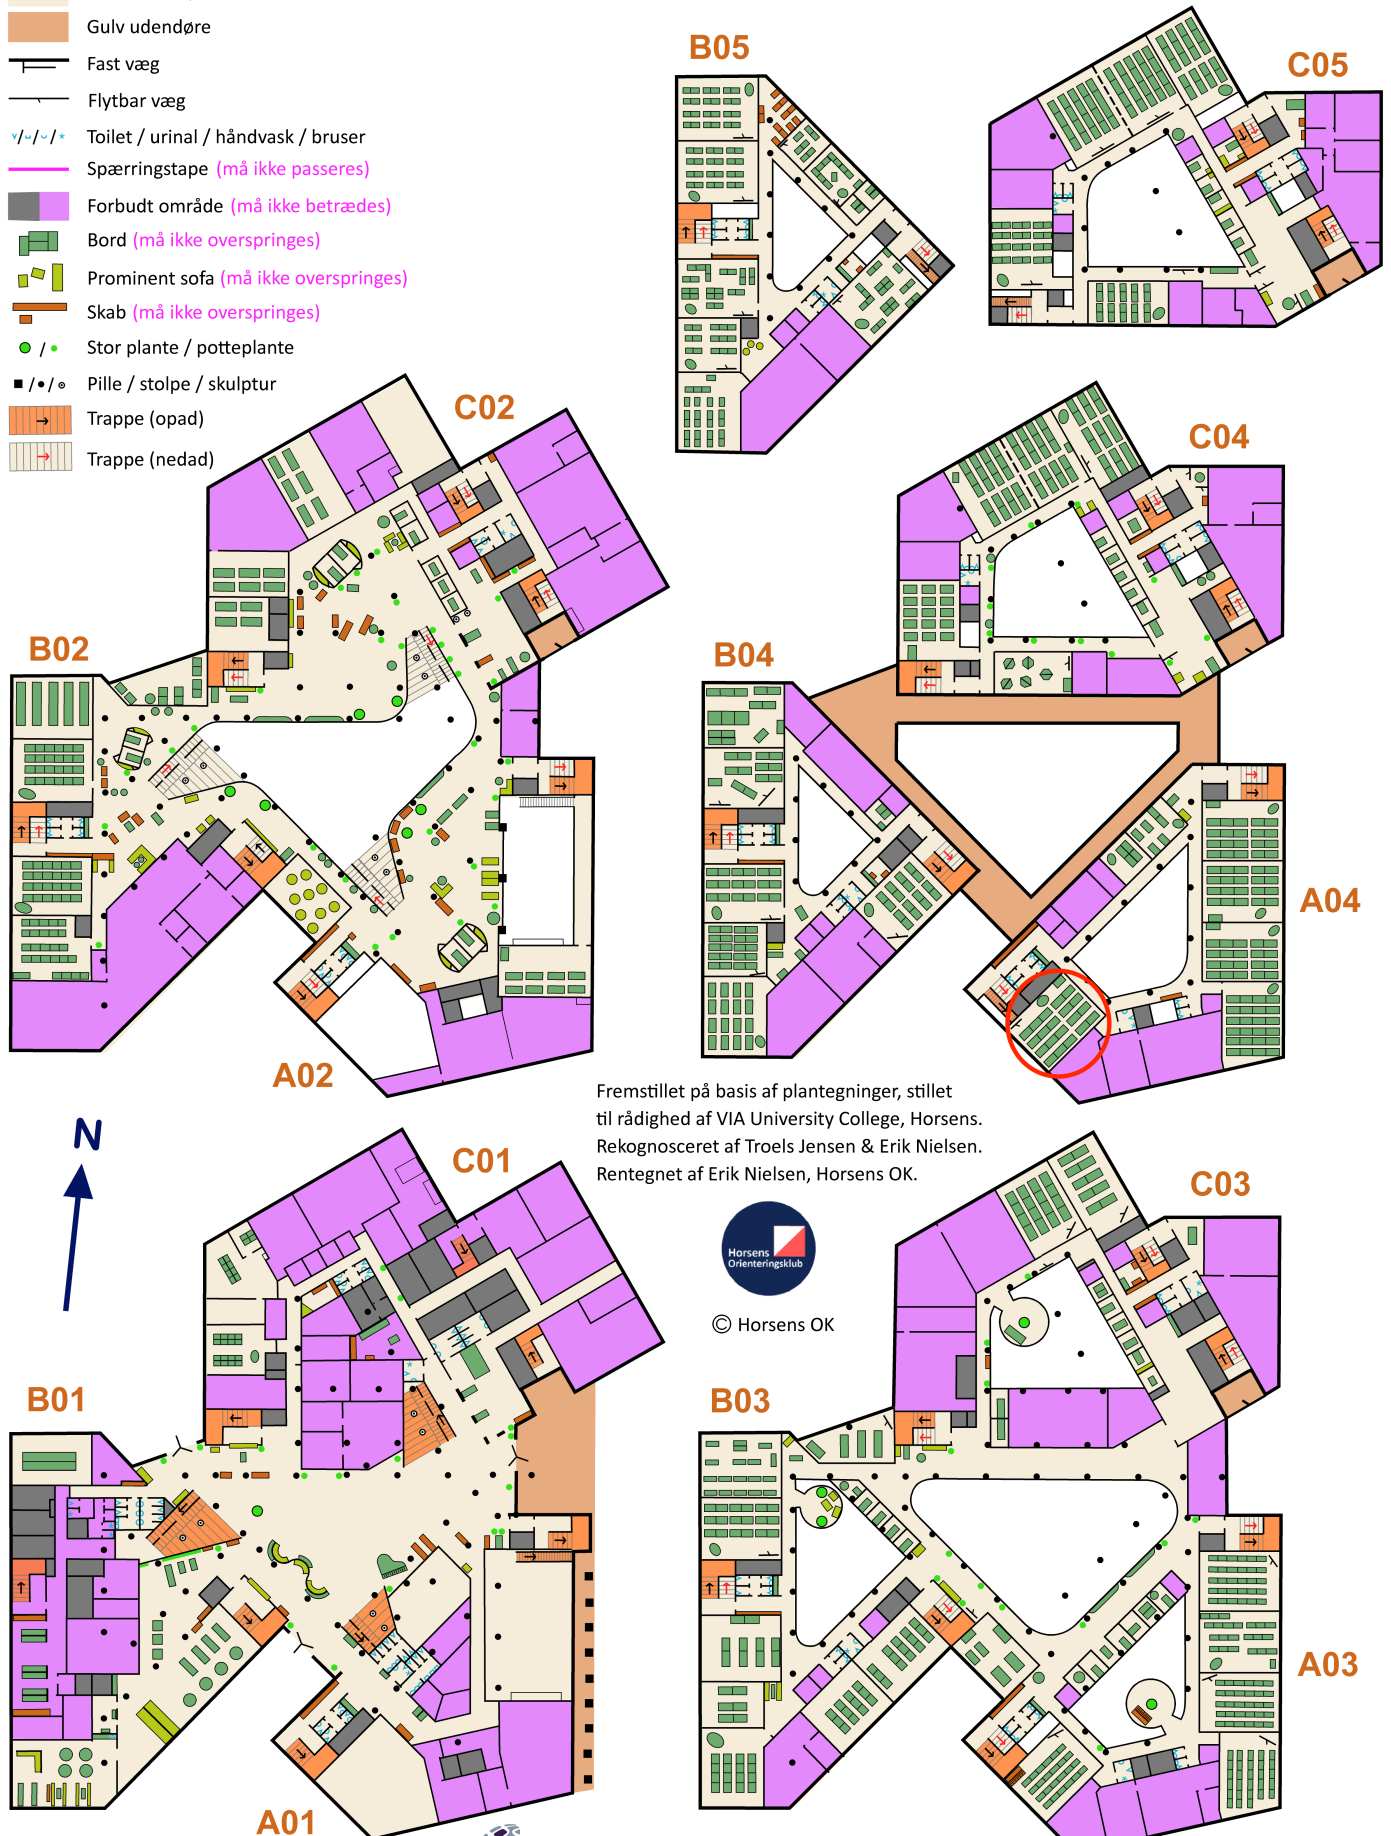 Gulv udendøre
Fast væg
Flytbar væg
Toilet / urinal / håndvask / bruser
Spærringstape (må ikke passeres)
Forbudt område (må ikke betrædes)
Bord (må ikke overspringes)
Prominent sofa (må ikke overspringes)
Skab (må ikke overspringes)
Stor plante / potteplante
Pille / stolpe / skulptur
Trappe (opad)
Trappe (nedad)
B05
C05
C02
C04
B02
B04
A04
A02
Fremstillet på basis af plantegninger, stillet
til rådighed af VIA University College, Horsens.
Rekognosceret af Troels Jensen & Erik Nielsen.
Rentegnet af Erik Nielsen, Horsens OK.
N
C01
C03
Horsens
Orienteringsklub
© Horsens OK
B01
B03
A03
A01